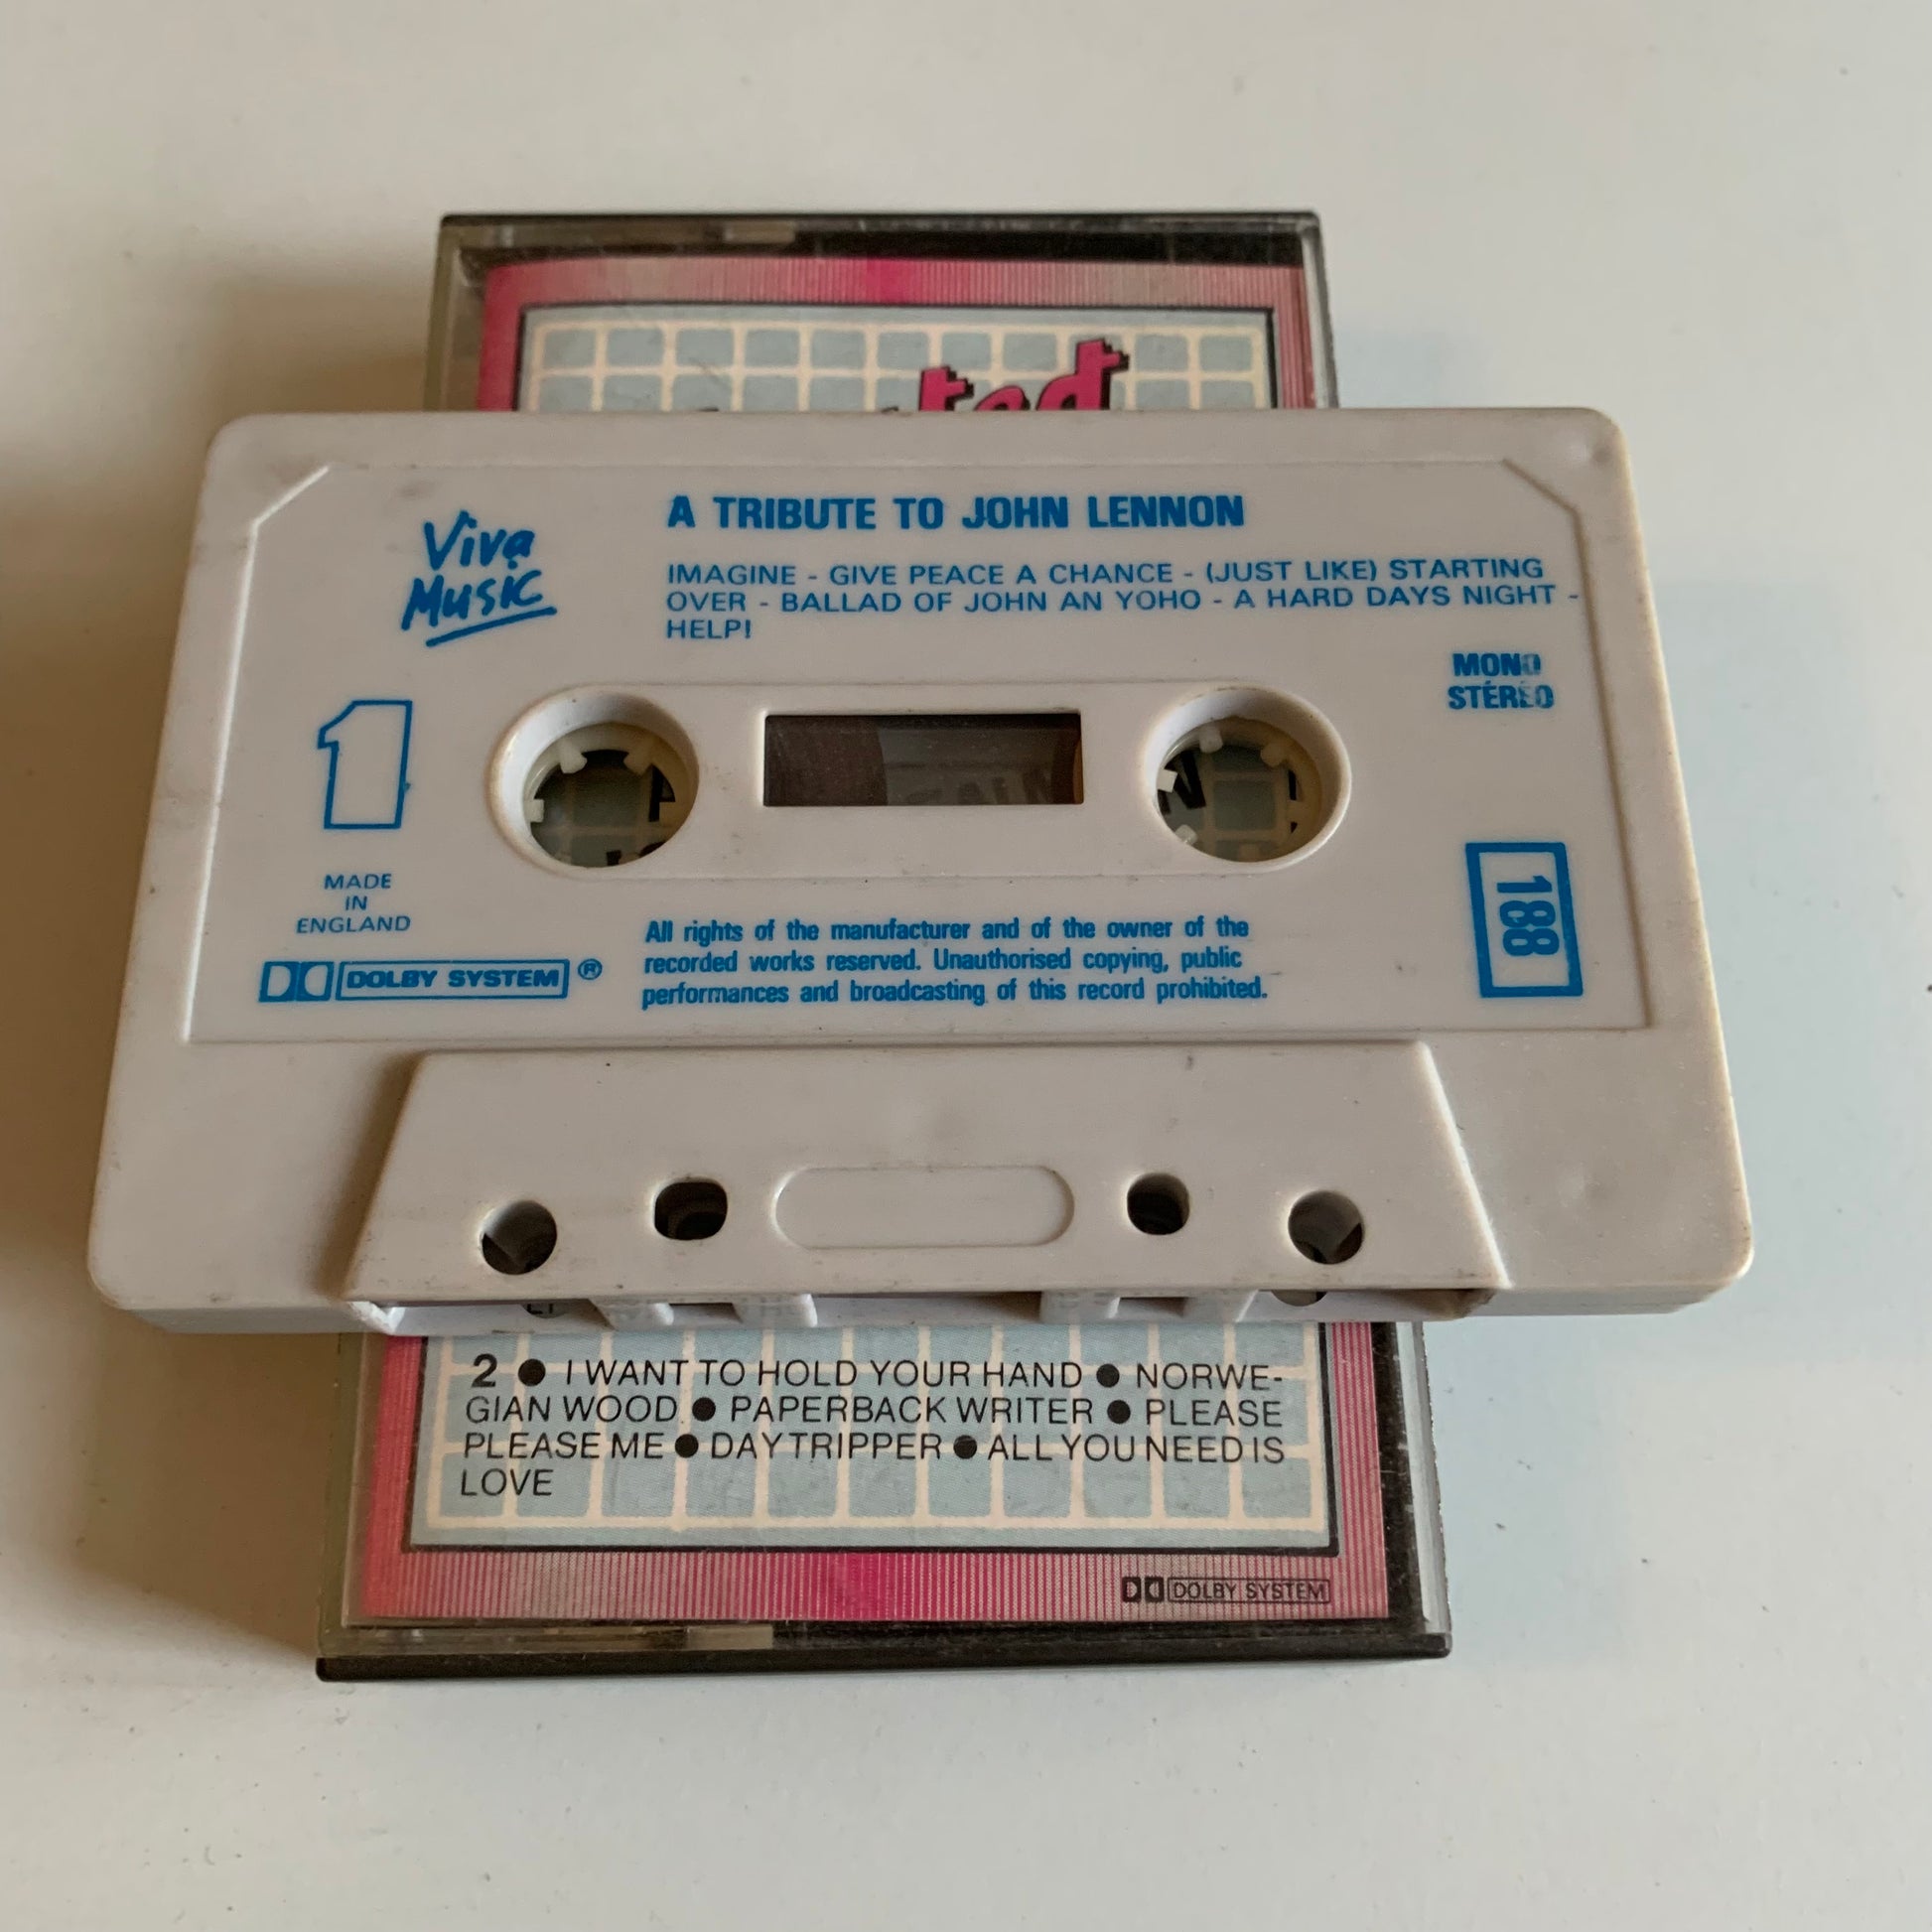 Viva
Music
A TRIBUTE TO JOHN LENNON
IMAGINE - GIVE PEACE A CHANCE - (JUST LIKE) STARTING
OVER - BALLAD OF JOHN AN YOHO - A HARD DAYS NIGHT -
HELP!
MONO
STÉRÉO
1
MADE
IN
ENGLAND
DOLBY SYSTEM ®
All rights of the manufacturer and of the owner of the
recorded works reserved. Unauthorised copying, public
performances and broadcasting of this record prohibited.
188
2 ● I WANT TO HOLD YOUR HAND ● NORWE-
GIAN WOOD ● PAPERBACK WRITER ● PLEASE
PLEASE ME ● DAY TRIPPER ● ALL YOU NEED IS
LOVE
DOLBY SYSTEM